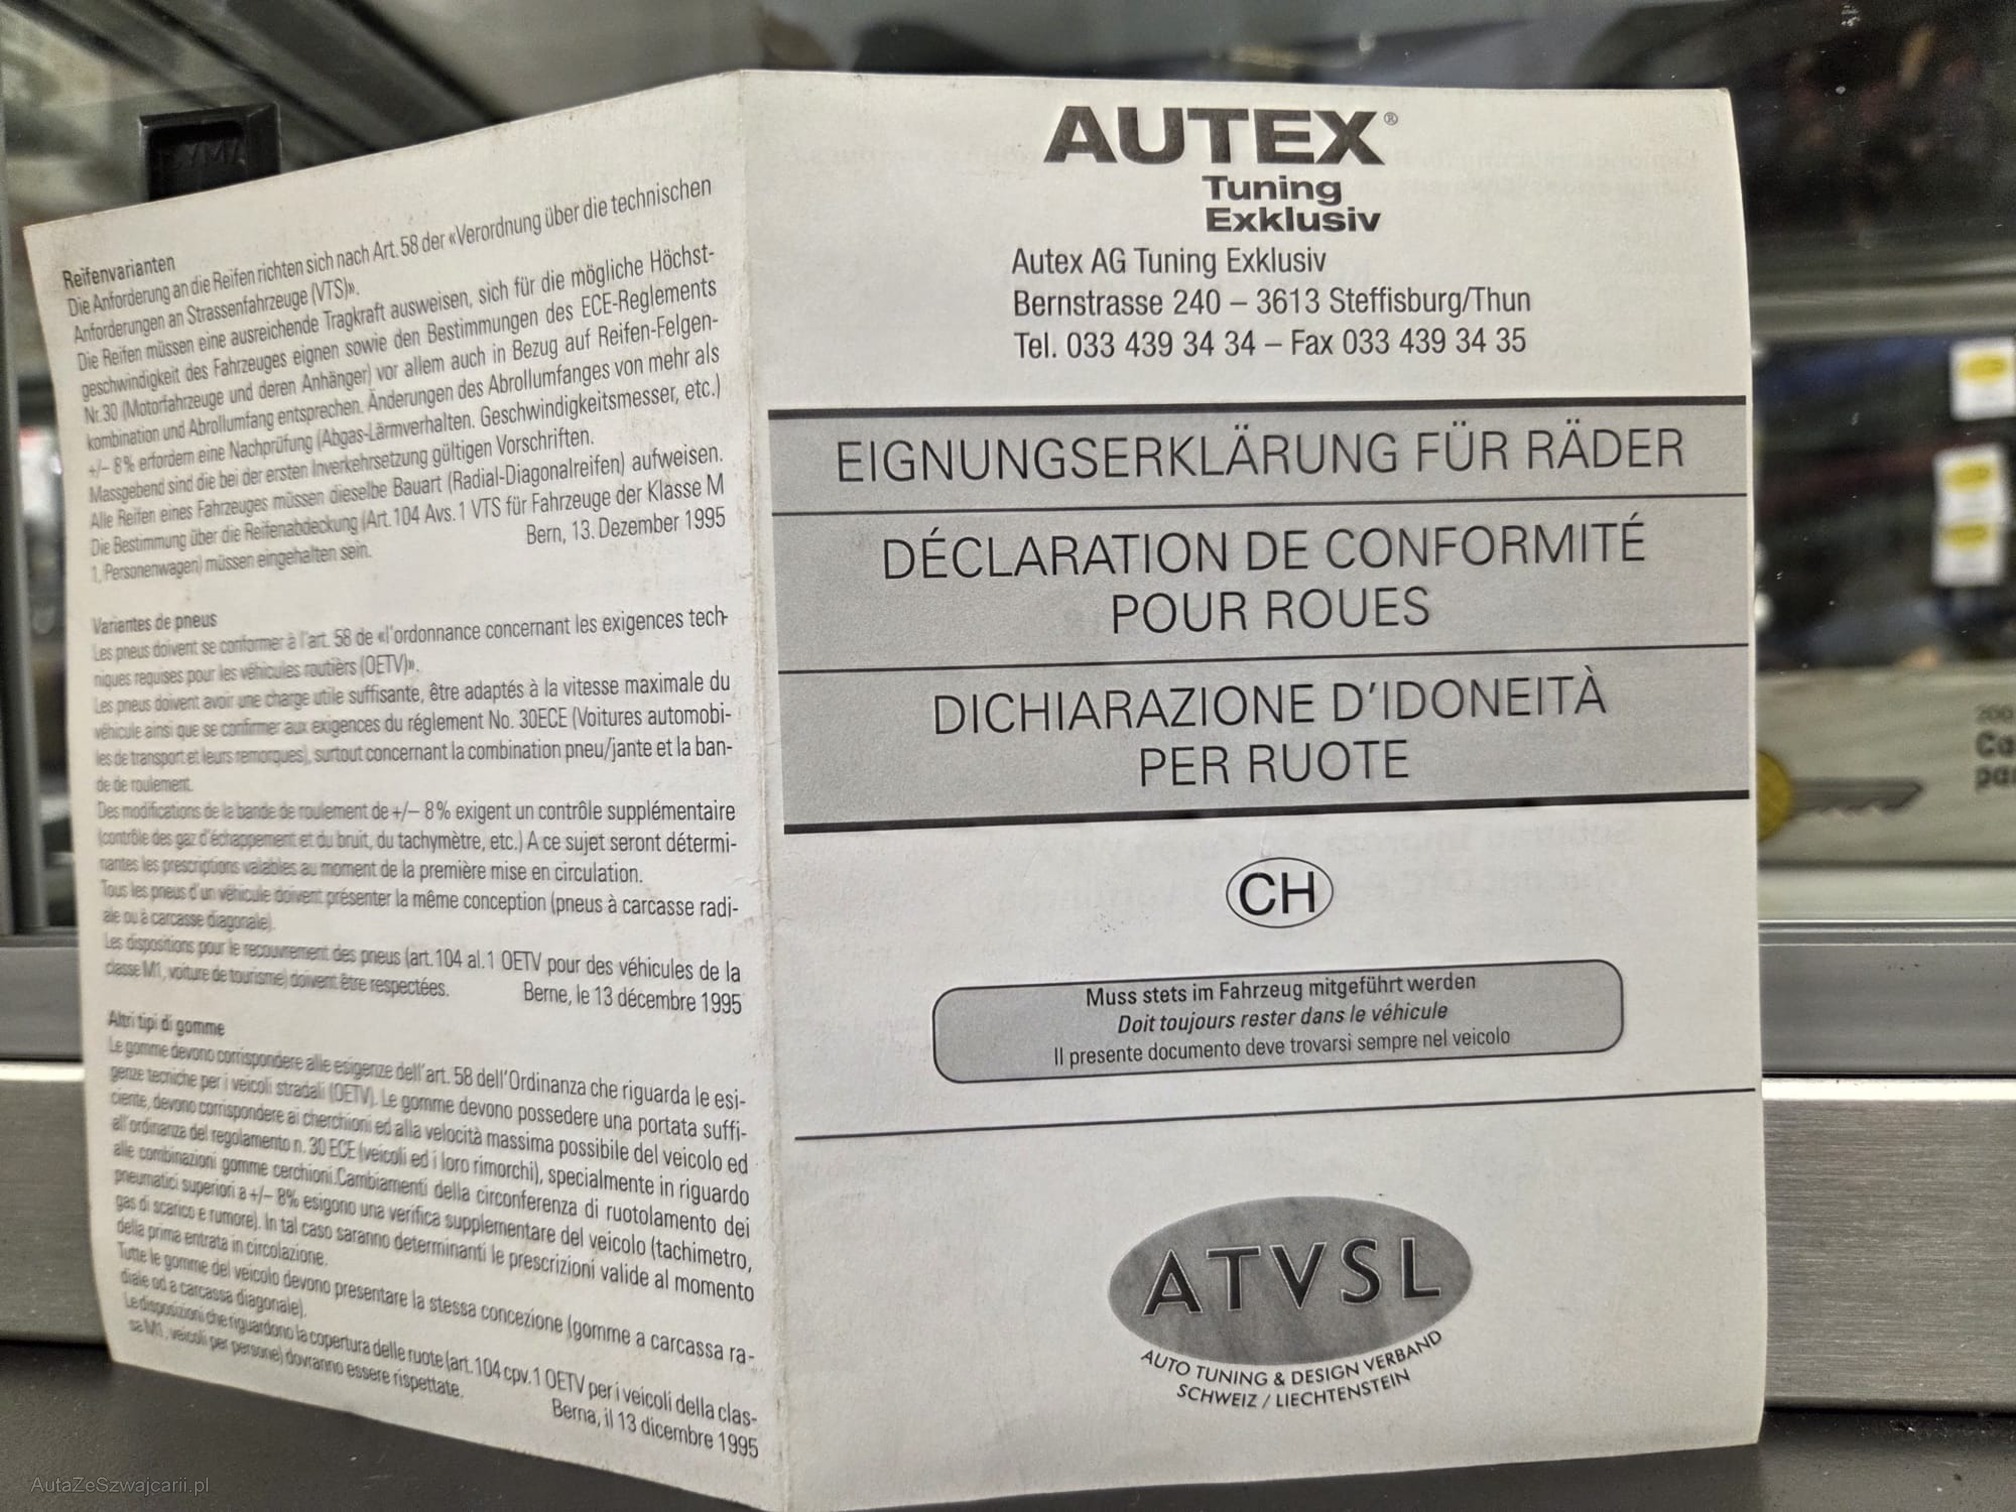 Reifenvarianten
Die Anforderung an die Reifen richten sich nach Art. 58 der «Verordnung über die technischen
Anforderungen an Strassenfahrzeuge (VTS)».
Die Reifen müssen eine ausreichende Tragkraft ausweisen, sich für die mögliche Höchst-
geschwindigkeit des Fahrzeuges eignen sowie den Bestimmungen des ECE-Reglements
Nr. 30 (Motorfahrzeuge und deren Anhänger) vor allem auch in Bezug auf Reifen-Felgen-
kombination und Abrollumfang entsprechen. Änderungen des Abrollumfanges von mehr als
+/– 8% erfordern eine Nachprüfung (Abgas-Lärmverhalten. Geschwindigkeitsmesser, etc.)
Massgebend sind die bei der ersten Inverkehrsetzung gültigen Vorschriften.
Alle Reifen eines Fahrzeuges müssen dieselbe Bauart (Radial-Diagonalreifen) aufweisen.
Die Bestimmung über die Reifenabdeckung (Art. 104 Avs. 1 VTS für Fahrzeuge der Klasse M
1, Personenwagen) müssen eingehalten sein.
Bern, 13. Dezember 1995
Variantes de pneus
Les pneus doivent se conformer à l'art. 58 de «l'ordonnance concernant les exigences tech-
niques requises pour les véhicules routièrs (OETV)».
Les pneus doivent avoir une charge utile suffisante, être adaptés à la vitesse maximale du
véhicule ainsi que se confirmer aux exigences du réglement No. 30ECE (Voitures automobi-
les de transport et leurs remorques), surtout concernant la combination pneu/jante et la ban-
de de roulement.
Des modifications de la bande de roulement de +/– 8% exigent un contrôle supplémentaire
(contrôle des gaz d'échappement et du bruit, du tachymètre, etc.) A ce sujet seront détermi-
nantes les prescriptions valables au moment de la première mise en circulation.
Tous les pneus d'un véhicule doivent présenter la même conception (pneus à carcasse radi-
ale ou à carcasse diagonale).
Les dispositions pour le recouvrement des pneus (art. 104 al. 1 OETV pour des véhicules de la
classe M1, voiture de tourisme) doivent être respectées.
Berne, le 13 décembre 1995
Altri tipi di gomme
Le gomme devono corrispondere alle esigenze dell'art. 58 dell'Ordinanza che riguarda le esi-
genze tecniche per i veicoli stradali (OETV). Le gomme devono possedere una portata suffi-
ciente, devono corrispondere ai cherchioni ed alla velocità massima possibile del veicolo ed
all'ordinanza del regolamento n. 30 ECE (veicoli ed i loro rimorchi), specialmente in riguardo
alle combinazioni gomme cerchioni. Cambiamenti della circonferenza di ruotolamento dei
pneumatici superiori a +/– 8% esigono una verifica supplementare del veicolo (tachimetro,
gas di scarico e rumore). In tal caso saranno determinanti le prescrizioni valide al momento
della prima entrata in circolazione.
Tutte le gomme del veicolo devono presentare la stessa concezione (gomme a carcassa ra-
diale od a carcassa diagonale).
Le disposizioni che riguardono la copertura delle ruote (art. 104 cpv. 1 OETV per i veicoli della clas-
sa M1, veicoli per persone) dovranno essere rispettate.
Berna, il 13 dicembre 1995
AUTEX®
Tuning
Exklusiv
Autex AG Tuning Exklusiv
Bernstrasse 240 – 3613 Steffisburg/Thun
Tel. 033 439 34 34 – Fax 033 439 34 35
EIGNUNGSERKLÄRUNG FÜR RÄDER
DÉCLARATION DE CONFORMITÉ
POUR ROUES
DICHIARAZIONE D'IDONEITÀ
PER RUOTE
CH
Muss stets im Fahrzeug mitgeführt werden
Doit toujours rester dans le véhicule
Il presente documento deve trovarsi sempre nel veicolo
ATVSL
AUTO TUNING & DESIGN VERBAND
SCHWEIZ / LIECHTENSTEIN
AutaZeSzwajcarii.pl